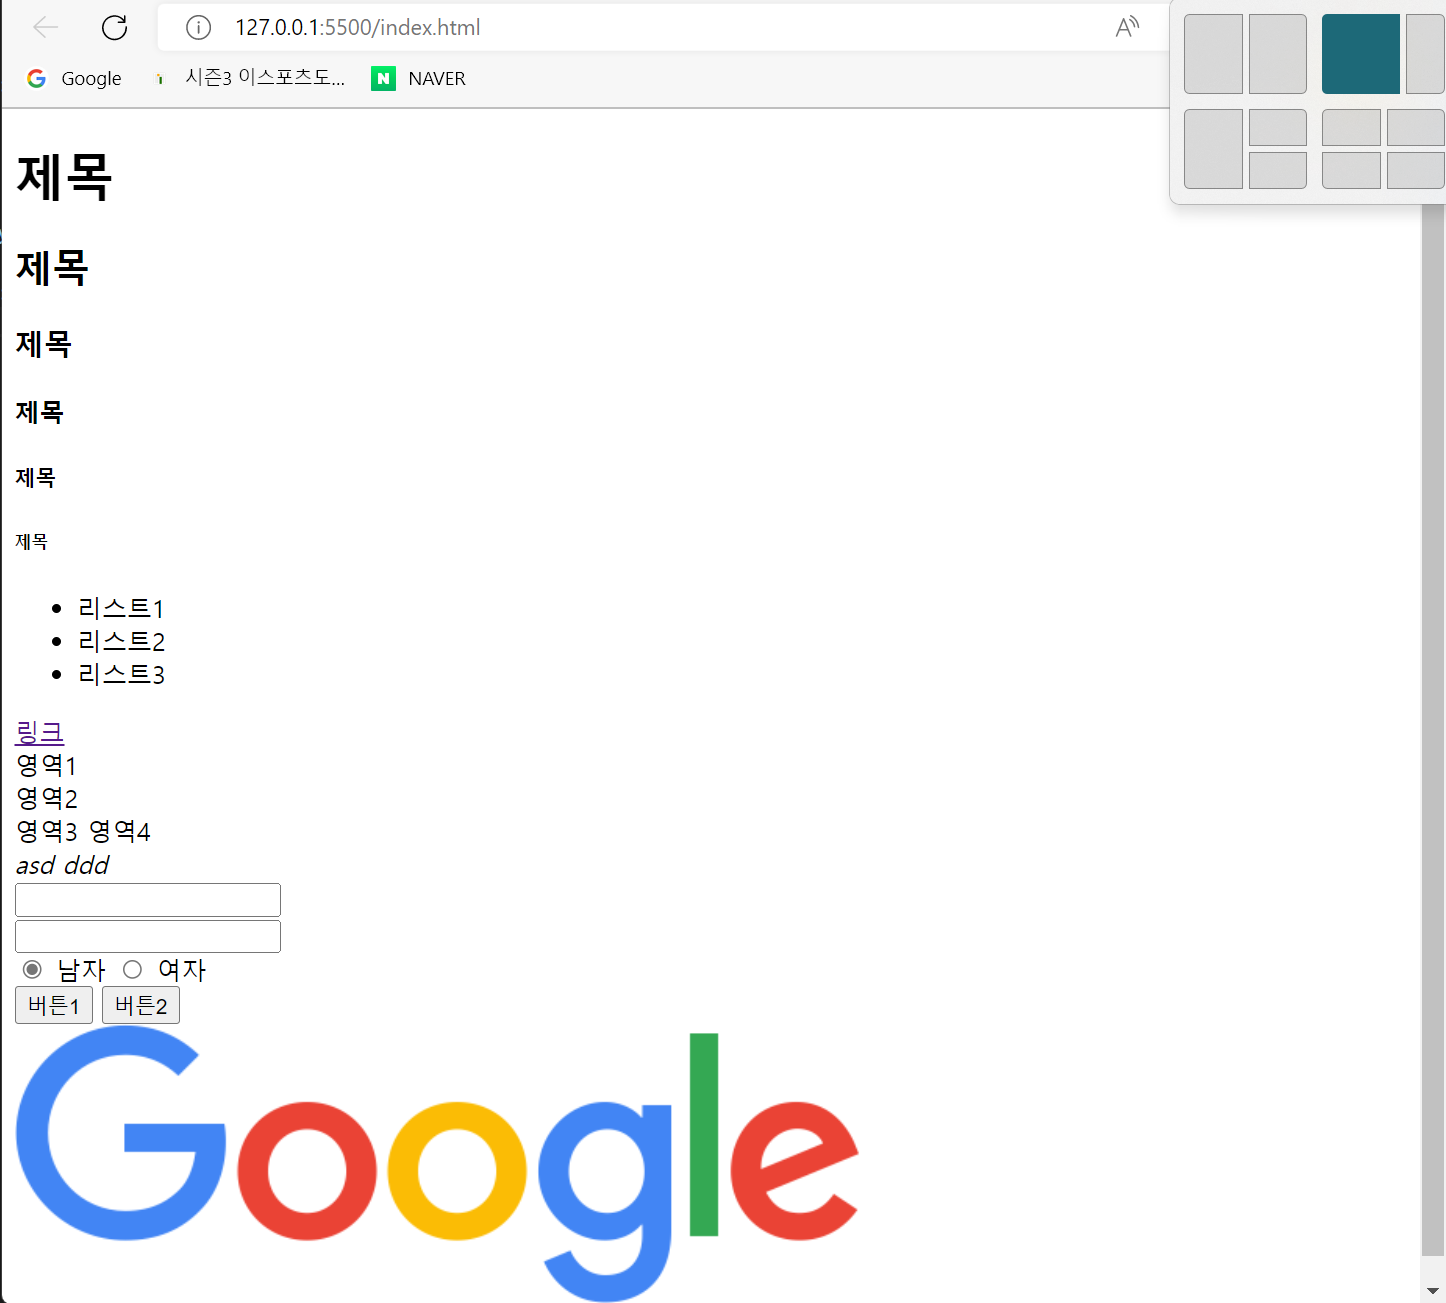 127.0.0.1:5500/index.html
Google 시즌3 이스포츠도... NAVER
제목
제목
제목
제목
제목
제목
리스트1
리스트2
리스트3
링크
영역1
영역2
영역3 영역4
asd ddd
남자 여자
버튼1 버튼2
Google